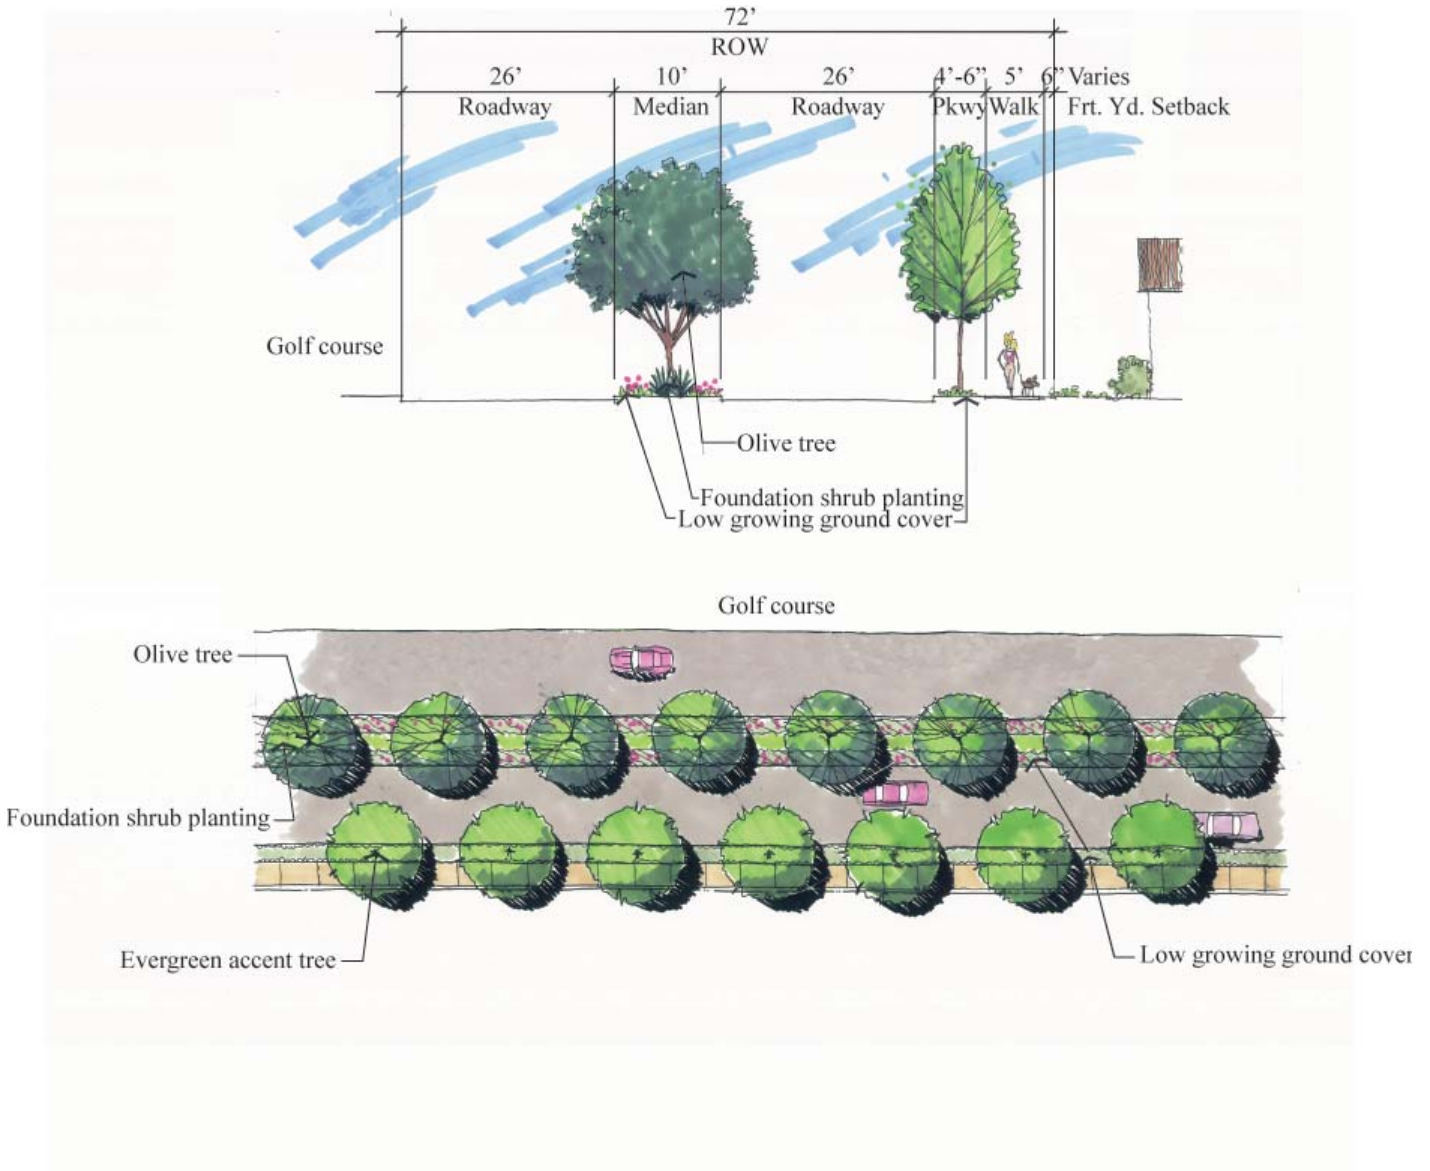 72’
ROW
26’ 10’ 26’ 4’-6” 5’ 6” Varies
Roadway Median Roadway Pkwy Walk Frt. Yd. Setback
Golf course
Olive tree
Foundation shrub planting
Low growing ground cover
Golf course
Olive tree
Foundation shrub planting
Evergreen accent tree
Low growing ground cover